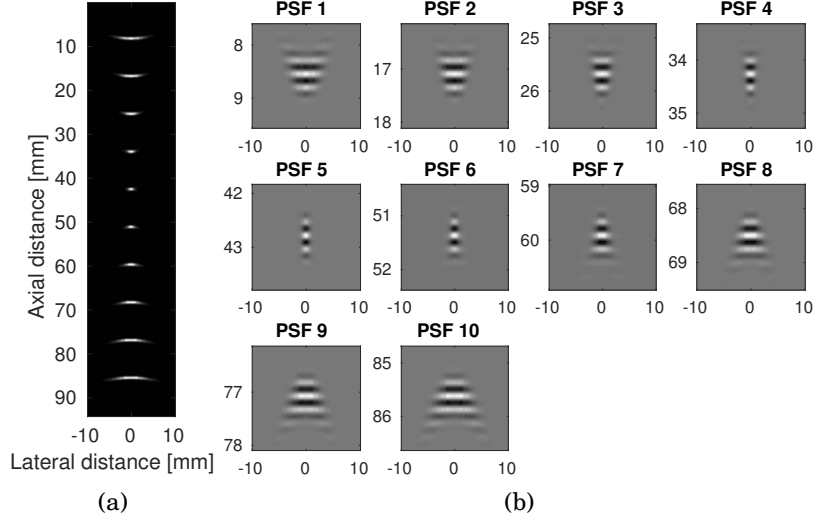 Axial distance [mm]
10
20
30
40
50
60
70
80
90
-10 0 10
Lateral distance [mm]
(a)
PSF 1 PSF 2 PSF 3 PSF 4
8
9
-10 0 10
17
18
-10 0 10
25
26
-10 0 10
34
35
-10 0 10
PSF 5 PSF 6 PSF 7 PSF 8
42
43
-10 0 10
51
52
-10 0 10
59
60
-10 0 10
68
69
-10 0 10
PSF 9 PSF 10
77
78
-10 0 10
85
86
-10 0 10
(b)